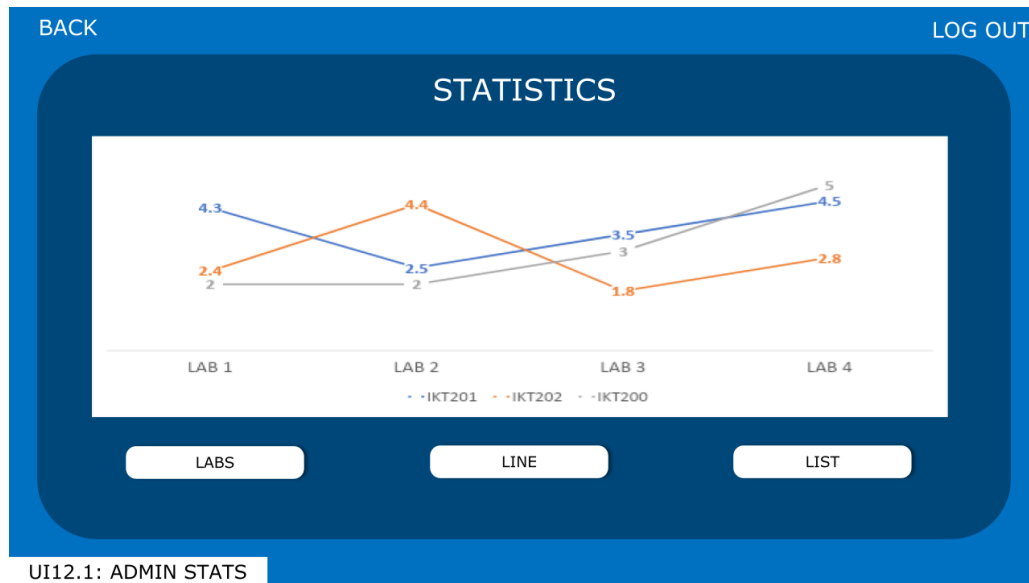 BACK LOG OUT
STATISTICS
5
4.3 4.4 4.5
3.5
2.4 2.5 3 2.8
2 2 1.8
LAB 1 LAB 2 LAB 3 LAB 4
IKT201 IKT202 IKT200
LABS LINE LIST
UI12.1: ADMIN STATS